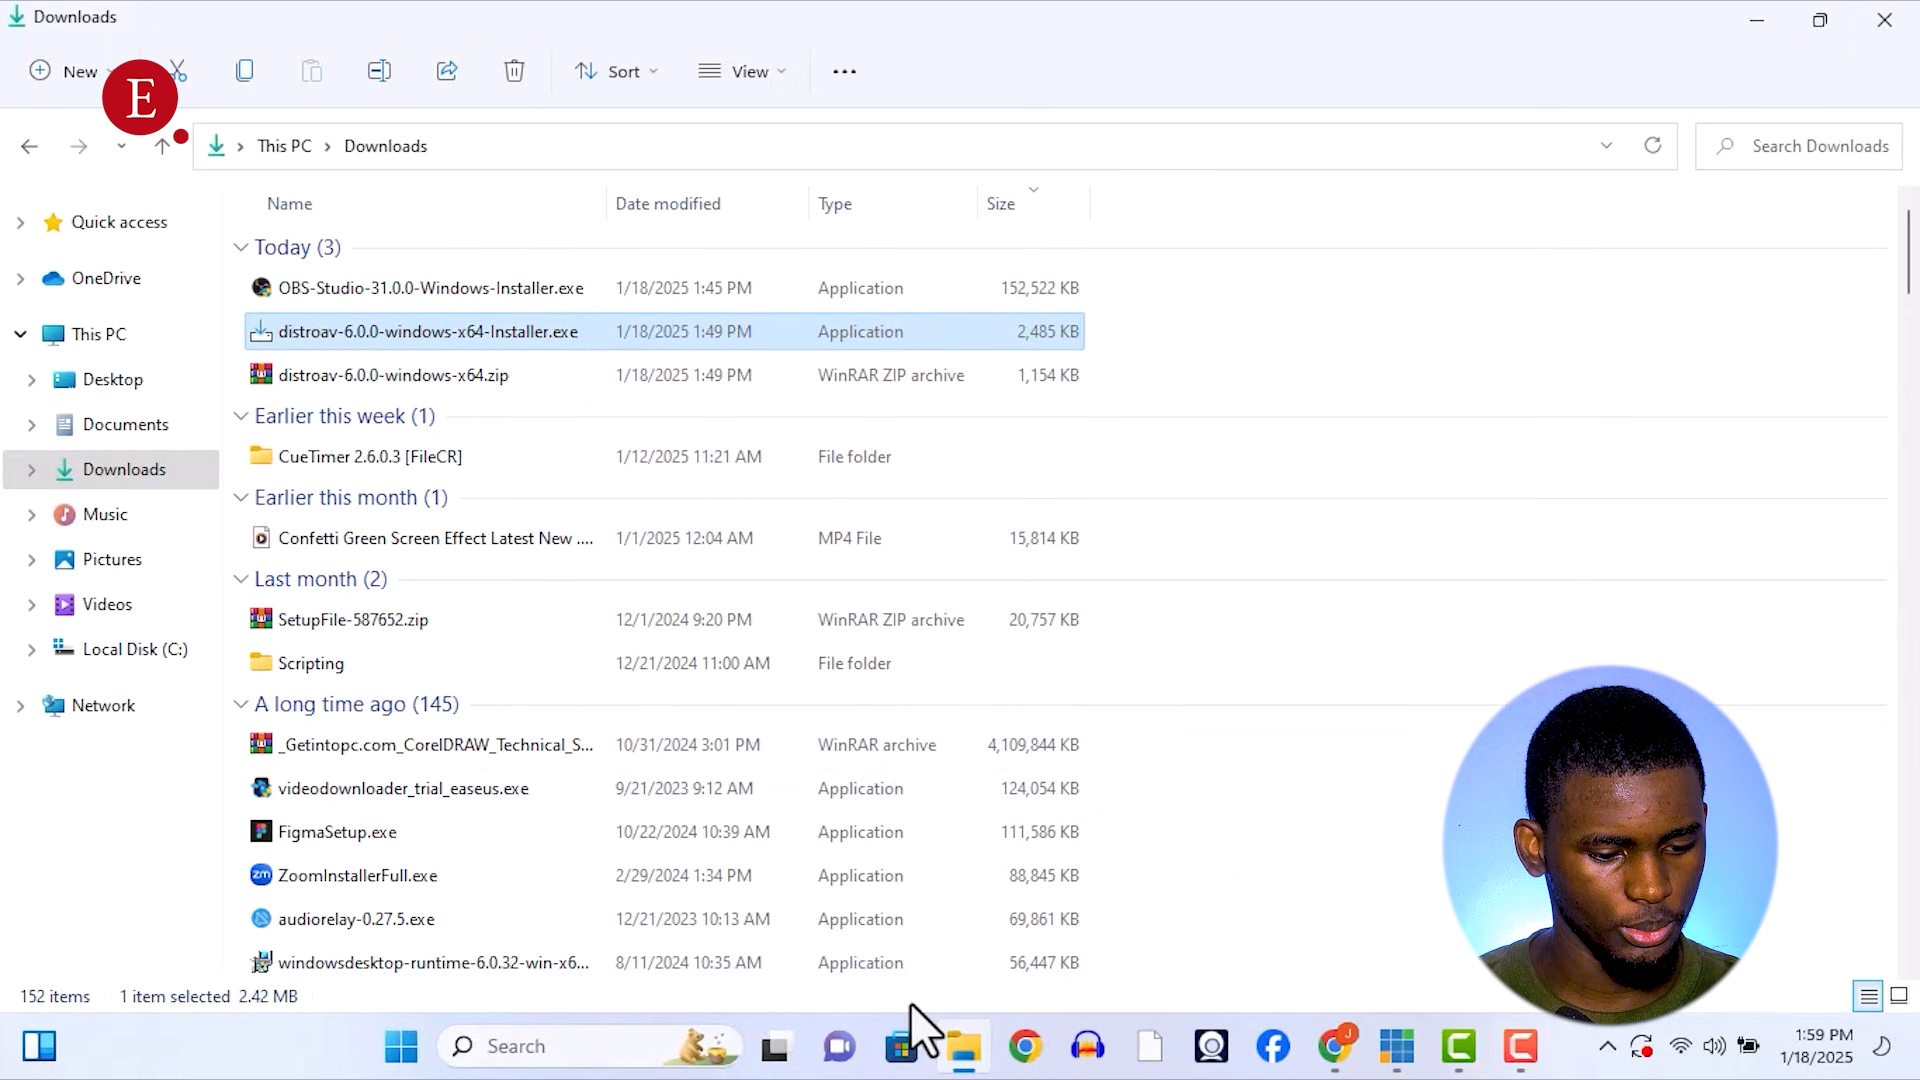 Downloads
New
Sort
View
E
This PC
Downloads
Search Downloads
Name
Date modified
Type
Size
Quick access
OneDrive
This PC
Desktop
Documents
Downloads
Music
Pictures
Videos
Local Disk (C:)
Network
Today (3)
OBS-Studio-31.0.0-Windows-Installer.exe 1/18/2025 1:45 PM Application 152,522 KB
distroav-6.0.0-windows-x64-Installer.exe 1/18/2025 1:49 PM Application 2,485 KB
distroav-6.0.0-windows-x64.zip 1/18/2025 1:49 PM WinRAR ZIP archive 1,154 KB
Earlier this week (1)
CueTimer 2.6.0.3 [FileCR] 1/12/2025 11:21 AM File folder
Earlier this month (1)
Confetti Green Screen Effect Latest New .... 1/1/2025 12:04 AM MP4 File 15,814 KB
Last month (2)
SetupFile-587652.zip 12/1/2024 9:20 PM WinRAR ZIP archive 20,757 KB
Scripting 12/21/2024 11:00 AM File folder
A long time ago (145)
_Getintopc.com_CorelDRAW_Technical_S... 10/31/2024 3:01 PM WinRAR archive 4,109,844 KB
videodownloader_trial_easeus.exe 9/21/2023 9:12 AM Application 124,054 KB
FigmaSetup.exe 10/22/2024 10:39 AM Application 111,586 KB
ZoomInstallerFull.exe 2/29/2024 1:34 PM Application 88,845 KB
audiorelay-0.27.5.exe 12/21/2023 10:13 AM Application 69,861 KB
windowsdesktop-runtime-6.0.32-win-x6... 8/11/2024 10:35 AM Application 56,447 KB
152 items 1 item selected 2.42 MB
Search
zm
J
1:59 PM
1/18/2025